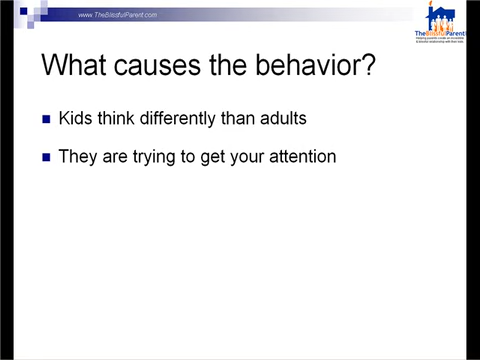 www.TheBlissfulParent.com
TheBlissfulParent
What causes the behavior?
Kids think differently than adults
They are trying to get your attention